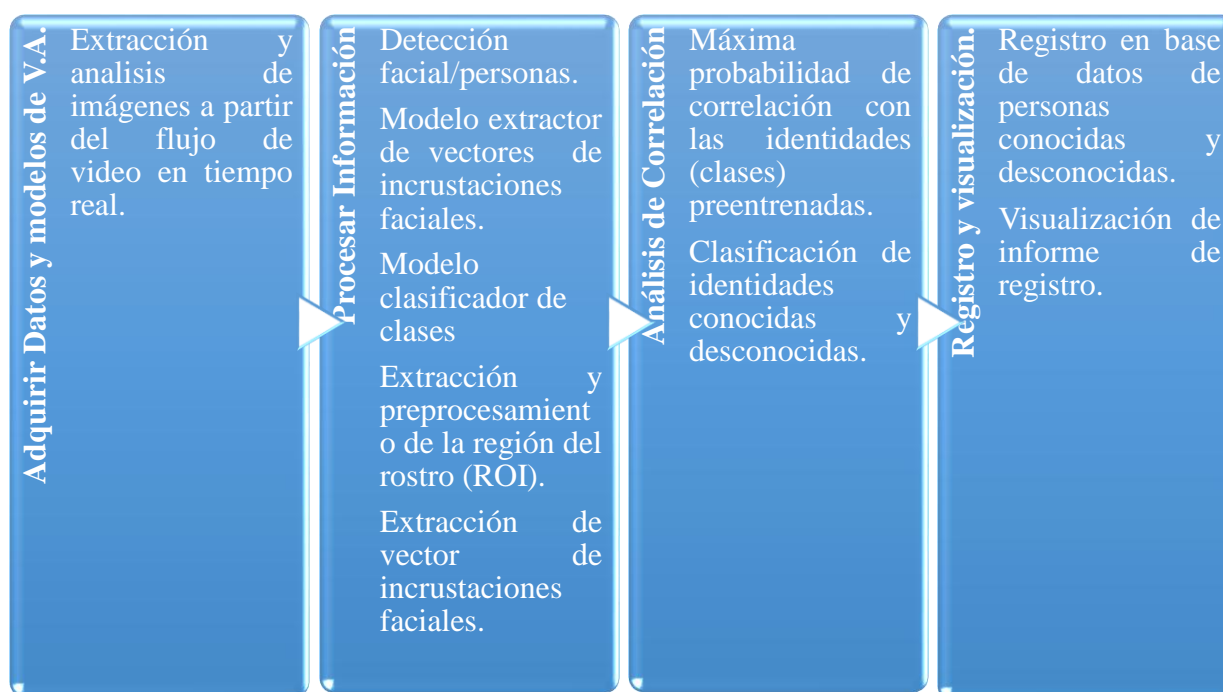 Adquirir Datos y modelos de V.A.
Extracción y
analisis de
imágenes a partir
del flujo de
video en tiempo
real.
Procesar Información
Detección
facial/personas.
Modelo extractor
de vectores de
incrustaciones
faciales.
Modelo
clasificador de
clases
Extracción y
preprocesamient
o de la región del
rostro (ROI).
Extracción de
vector de
incrustaciones
faciales.
Análisis de Correlación
Máxima
probabilidad de
correlación con
las identidades
(clases)
preentrenadas.
Clasificación de
identidades
conocidas y
desconocidas.
Registro y visualización.
Registro en base
de datos de
personas
conocidas y
desconocidas.
Visualización de
informe de
registro.